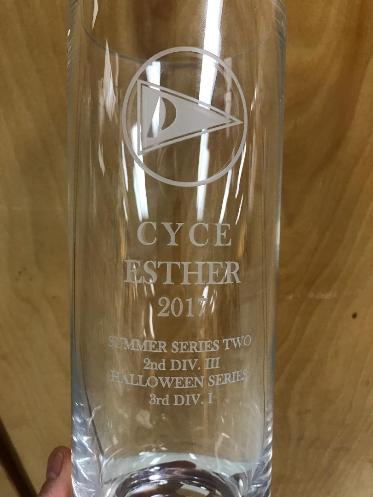 CYCE
ESTHER
2017
SUMMER SERIES TWO
2nd DIV. III
HALLOWEEN SERIES
3rd DIV. I